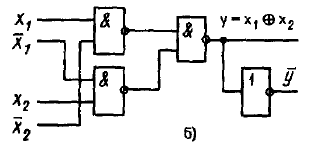 x₁
&
x̄₁
&
y = x₁ ⊕ x₂
&
1
ȳ
x₂
x̄₂
б)